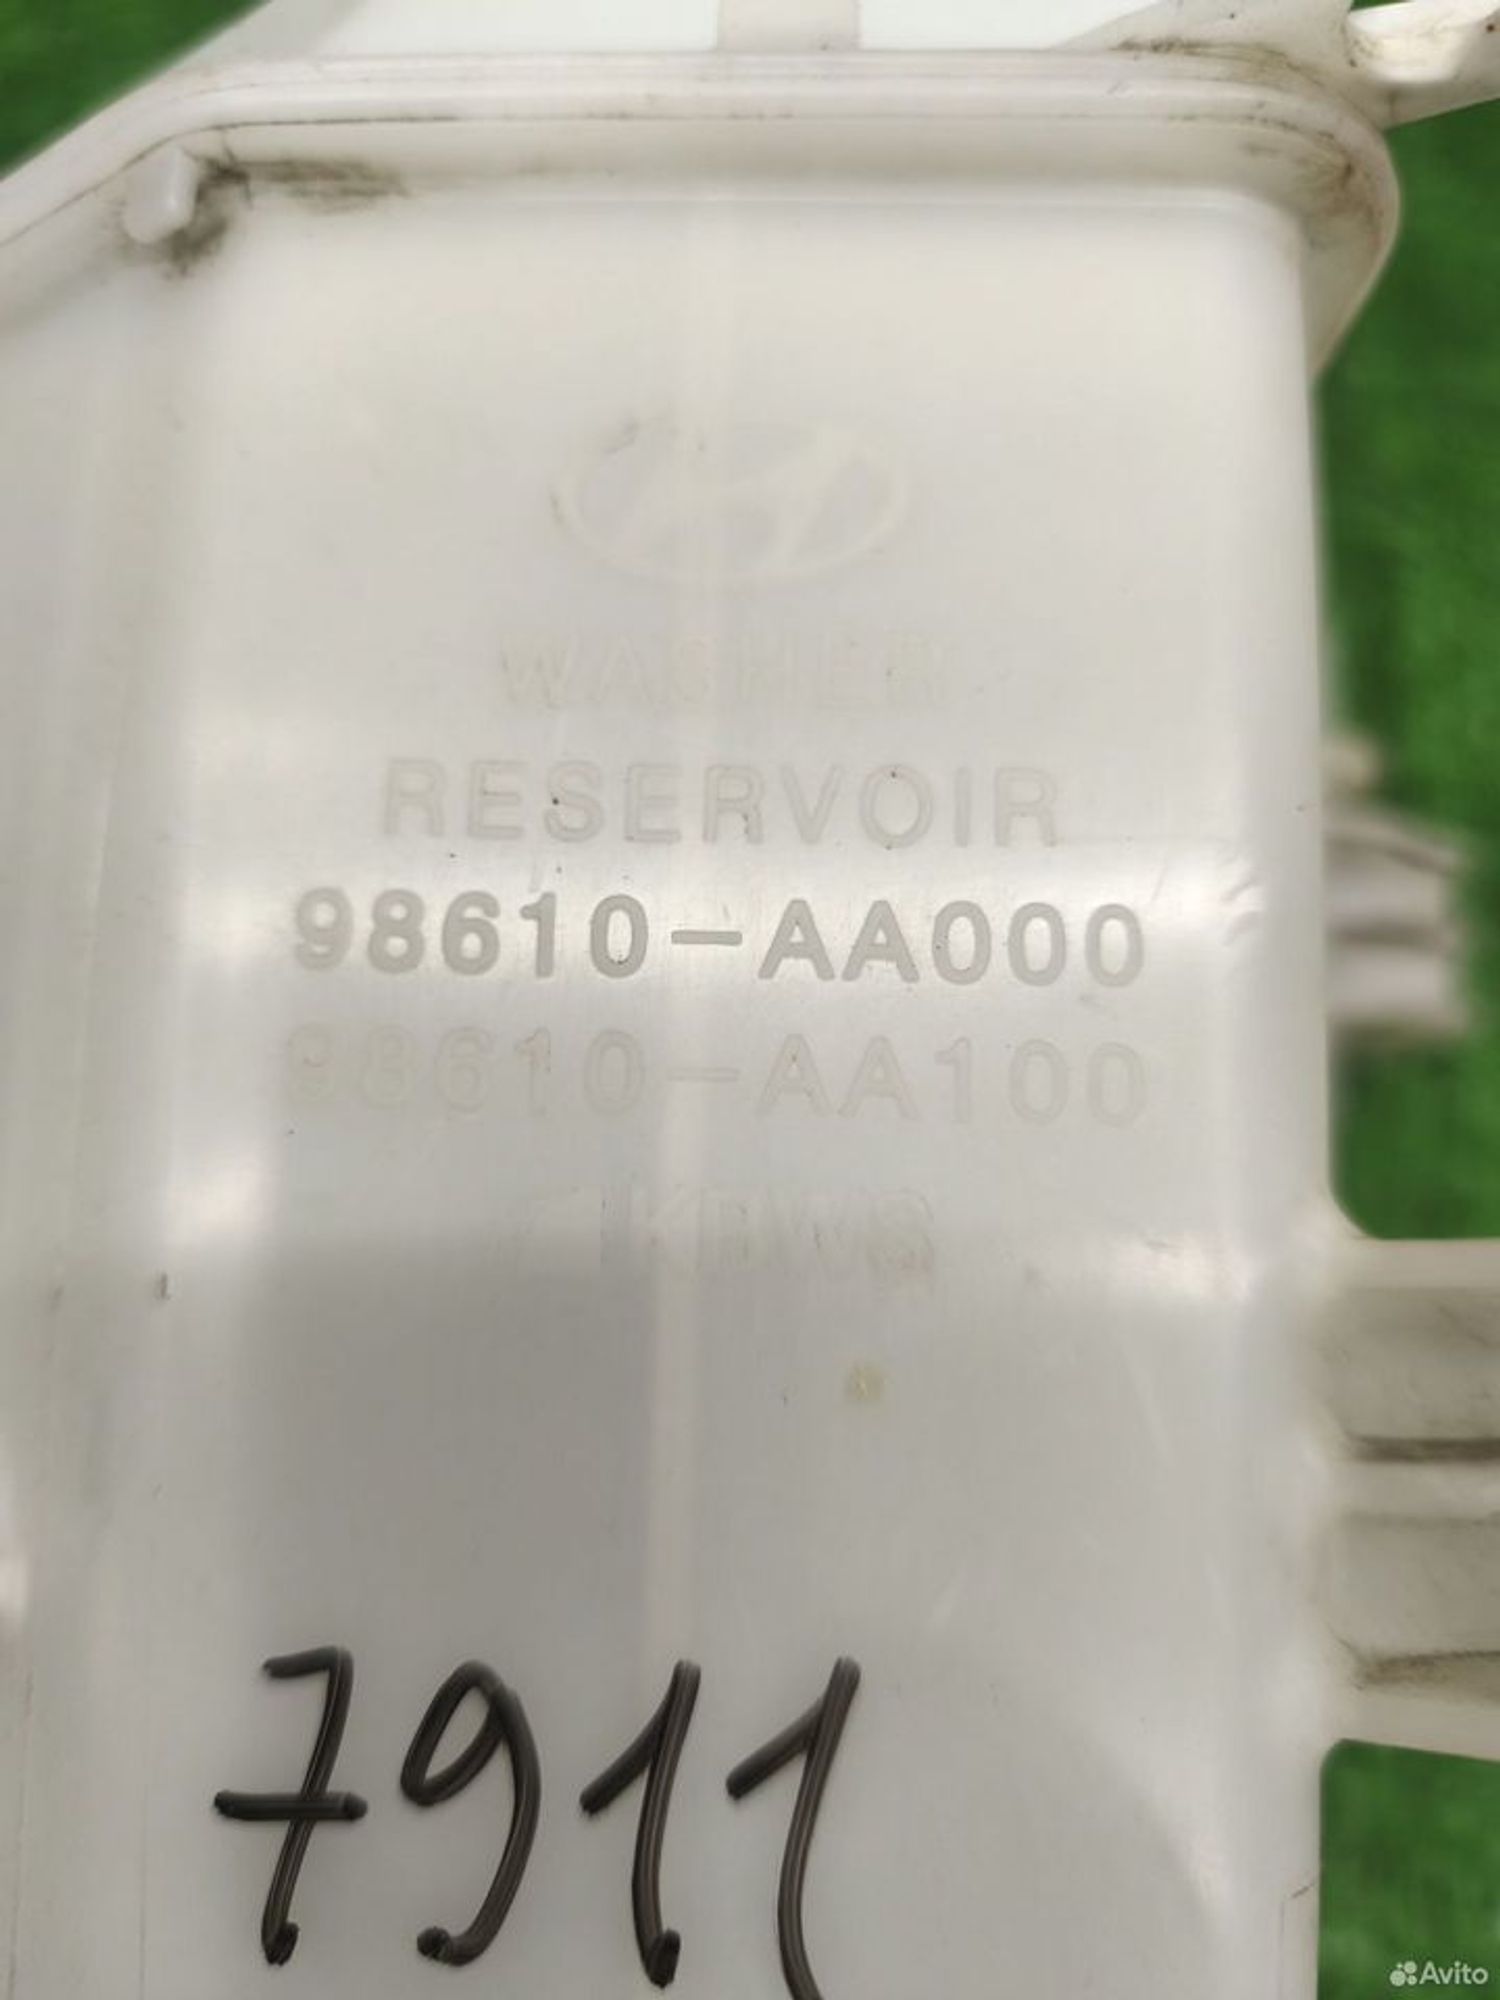 WASHER
RESERVOIR
98610-AA000
98610-AA100
7911
Avito